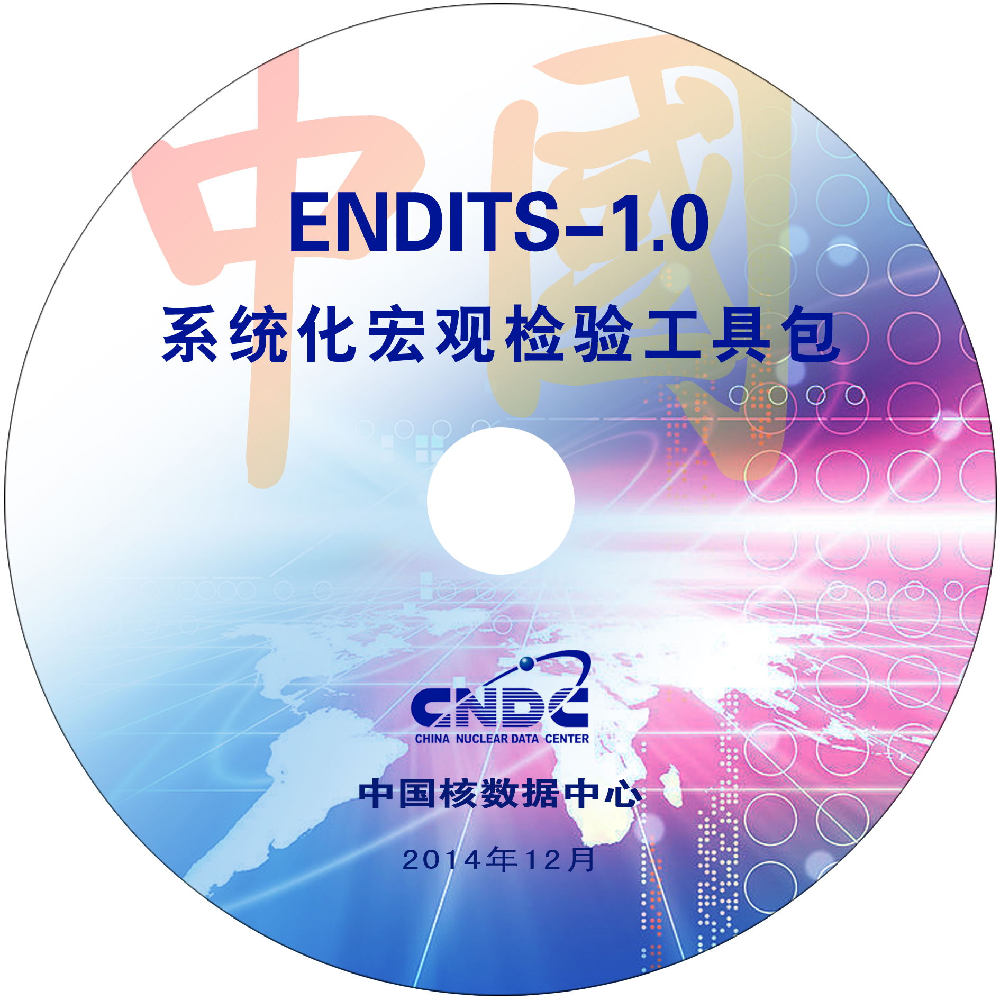 中國
ENDITS-1.0
系统化宏观检验工具包
CNDC
CHINA NUCLEAR DATA CENTER
中国核数据中心
2014年12月